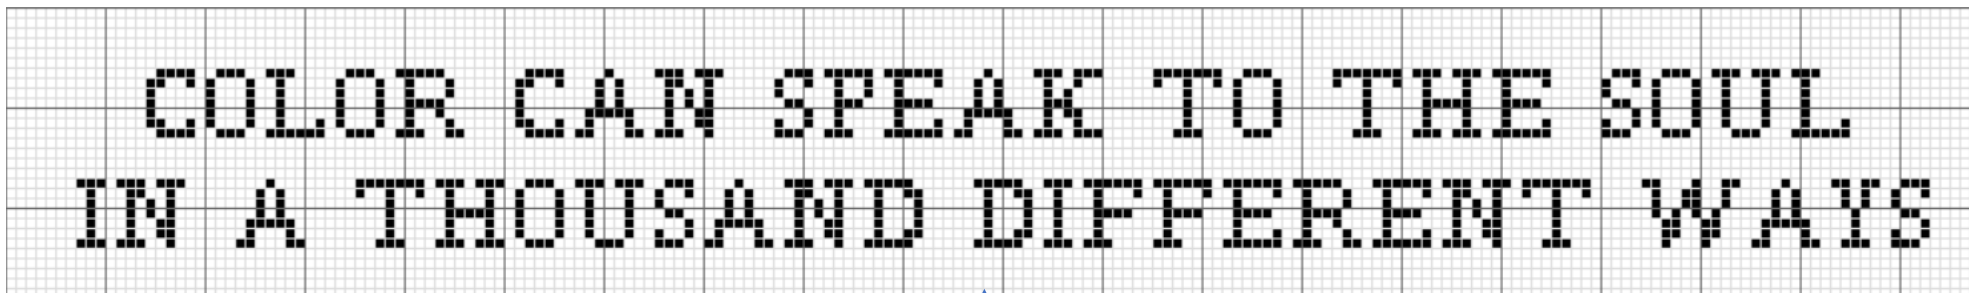 COLOR CAN SPEAK TO THE SOUL
IN A THOUSAND DIFFERENT WAYS